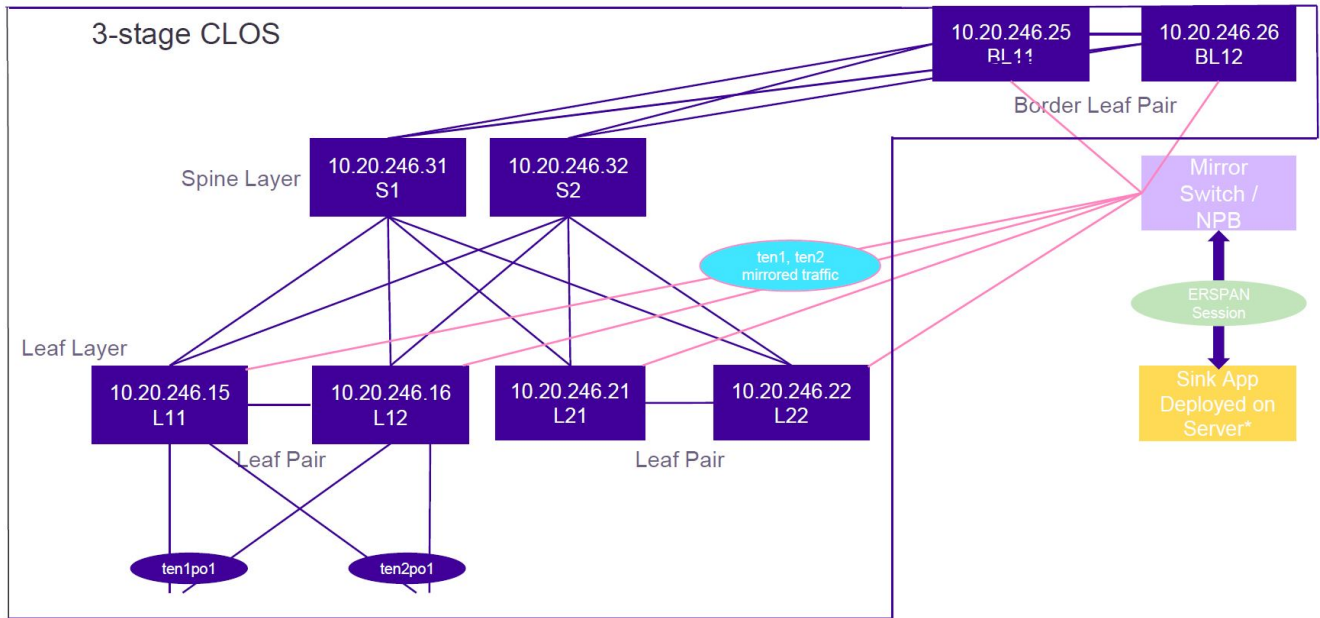 3-stage CLOS
10.20.246.25
BL11
10.20.246.26
BL12
Border Leaf Pair
Spine Layer
10.20.246.31
S1
10.20.246.32
S2
Mirror
Switch /
NPB
ten1, ten2
mirrored traffic
ERSPAN
Session
Leaf Layer
10.20.246.15
L11
10.20.246.16
L12
10.20.246.21
L21
10.20.246.22
L22
Sink App
Deployed on
Server*
Leaf Pair
Leaf Pair
ten1po1
ten2po1